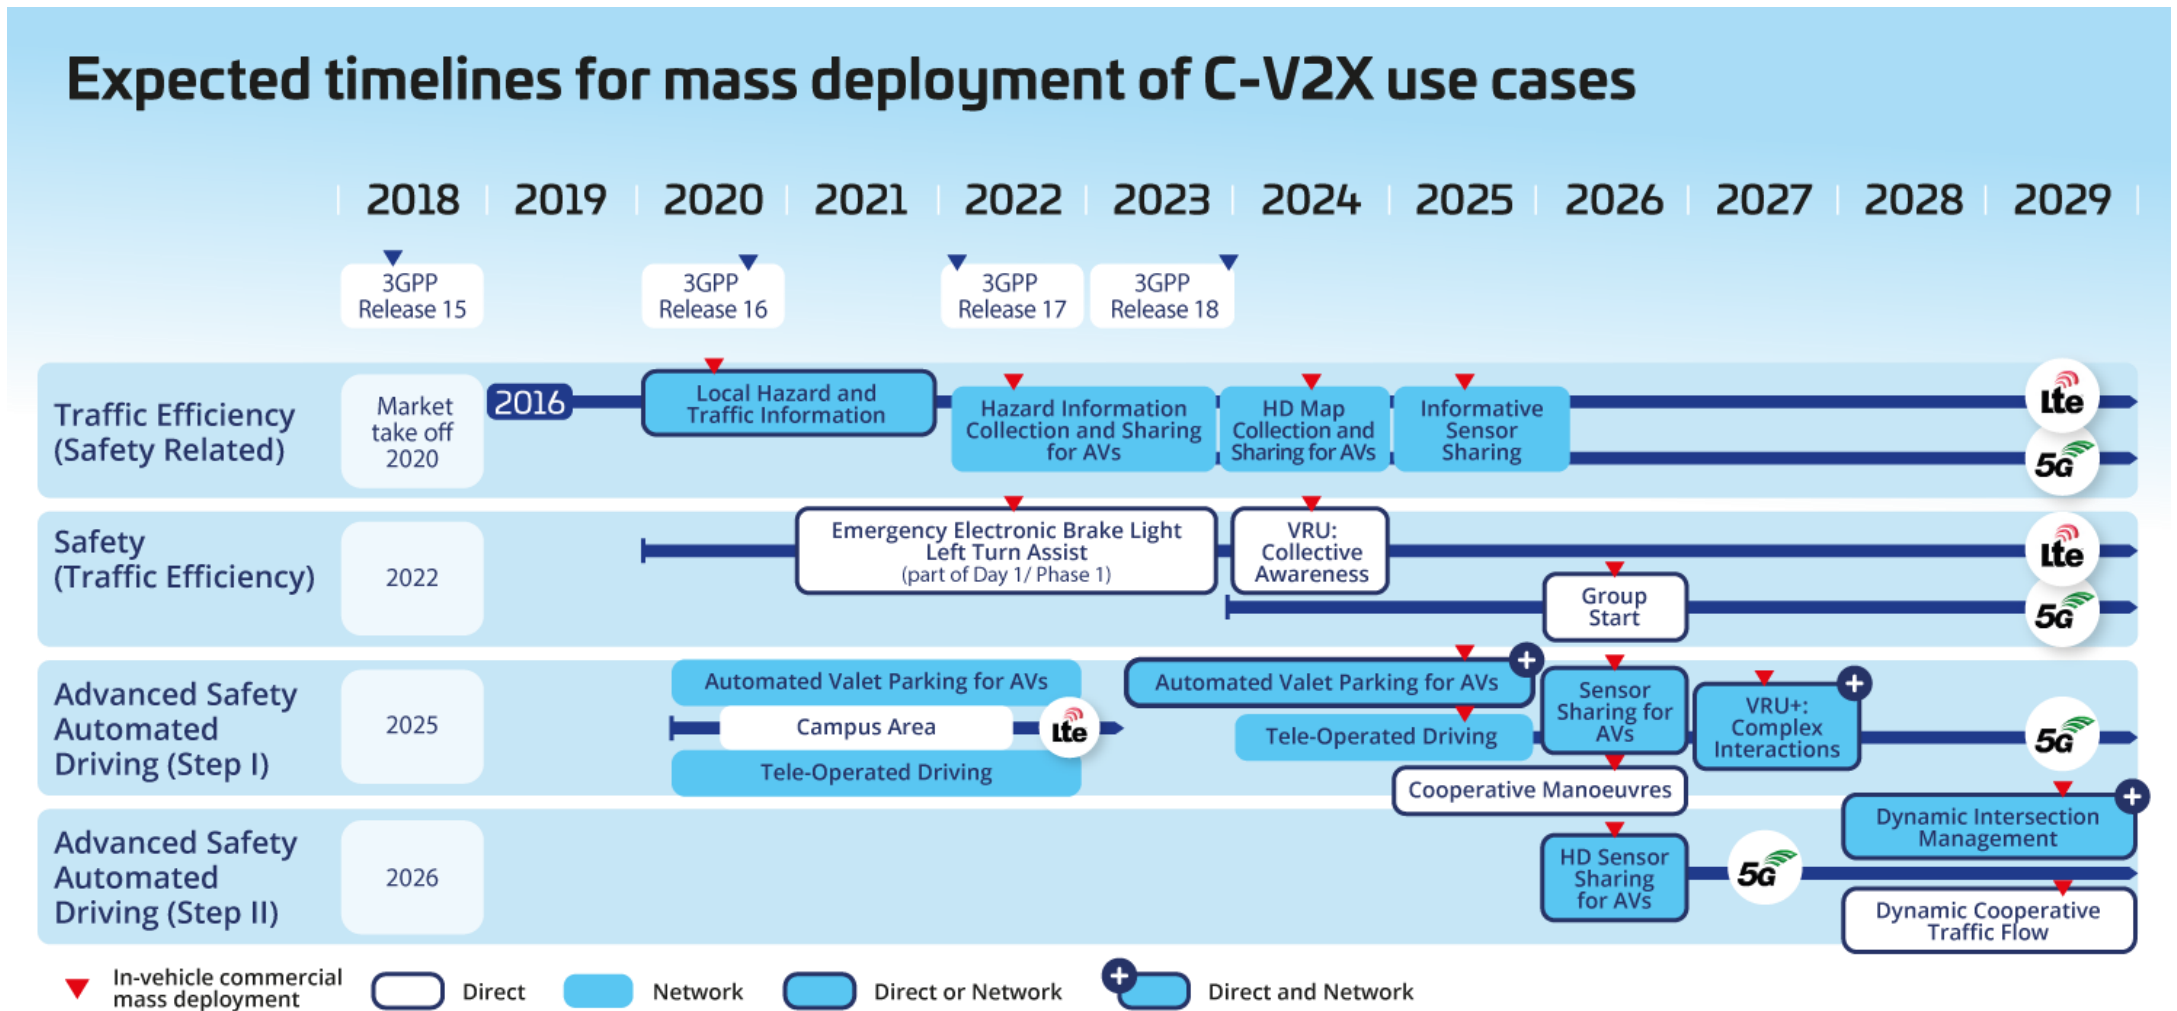 Expected timelines for mass deployment of C-V2X use cases
2018 2019 2020 2021 2022 2023 2024 2025 2026 2027 2028 2029
3GPP
Release 15
3GPP
Release 16
3GPP
Release 17
3GPP
Release 18
Traffic Efficiency
(Safety Related)
Market
take off
2020
2016
Local Hazard and
Traffic Information
Hazard Information
Collection and Sharing
for AVs
HD Map
Collection and
Sharing for AVs
Informative
Sensor
Sharing
Lte
5G
Safety
(Traffic Efficiency)
2022
Emergency Electronic Brake Light
Left Turn Assist
(part of Day 1/ Phase 1)
VRU:
Collective
Awareness
Group
Start
Lte
5G
Advanced Safety
Automated
Driving (Step I)
2025
Automated Valet Parking for AVs
Campus Area
Lte
Tele-Operated Driving
Automated Valet Parking for AVs
+
Tele-Operated Driving
Sensor
Sharing for
AVs
Cooperative Manoeuvres
VRU+:
Complex
Interactions
+
5G
Advanced Safety
Automated
Driving (Step II)
2026
HD Sensor
Sharing
for AVs
5G
Dynamic Intersection
Management
+
Dynamic Cooperative
Traffic Flow
In-vehicle commercial
mass deployment
Direct
Network
Direct or Network
+
Direct and Network